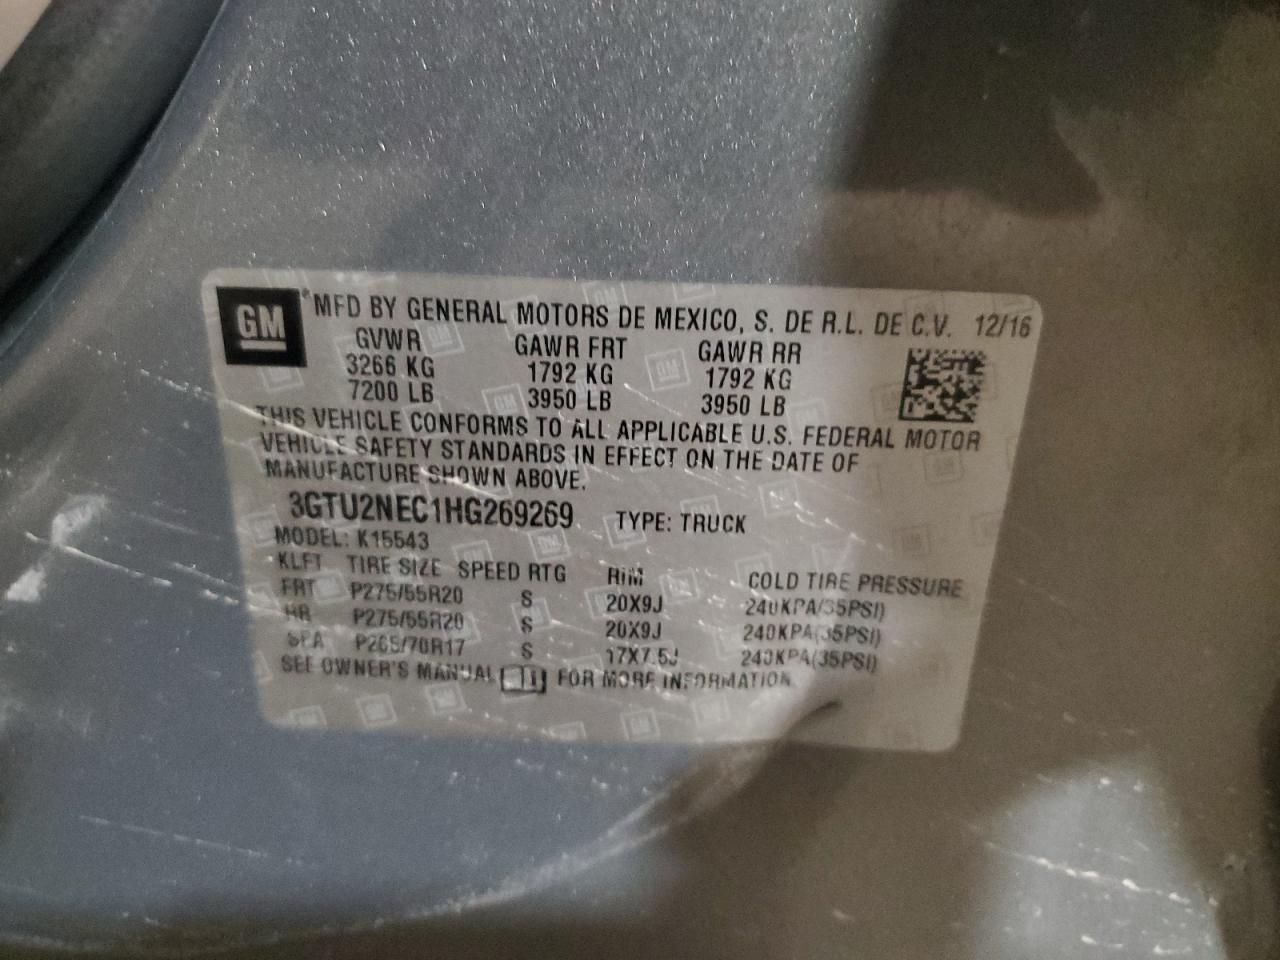 GM
MFD BY GENERAL MOTORS DE MEXICO, S. DE R.L. DE C.V. 12/16
GVWR GAWR FRT GAWR RR
3266 KG 1792 KG 1792 KG
7200 LB 3950 LB 3950 LB
THIS VEHICLE CONFORMS TO ALL APPLICABLE U.S. FEDERAL MOTOR
VEHICLE SAFETY STANDARDS IN EFFECT ON THE DATE OF
MANUFACTURE SHOWN ABOVE.
3GTU2NEC1HG269269 TYPE: TRUCK
MODEL: K15543
KLFT TIRE SIZE SPEED RTG RIM COLD TIRE PRESSURE
FRT P275/55R20 S 20X9J 240KPA(35PSI)
RR P275/55R20 S 20X9J 240KPA(35PSI)
SPA P265/70R17 S 17X7.5J 240KPA(35PSI)
SEE OWNER'S MANUAL FOR MORE INFORMATION.